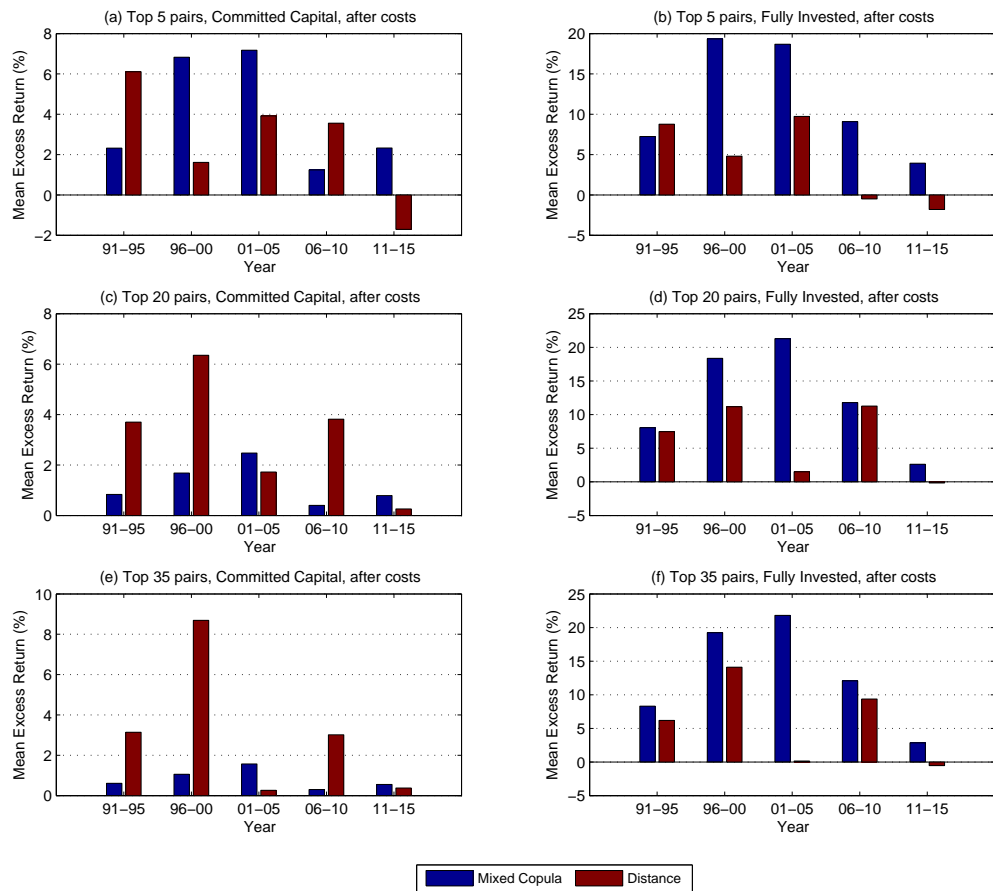 (a) Top 5 pairs, Committed Capital, after costs
Mean Excess Return (%)
8
6
4
2
0
−2
91−95 96−00 01−05 06−10 11−15
Year
(b) Top 5 pairs, Fully Invested, after costs
Mean Excess Return (%)
20
15
10
5
0
−5
91−95 96−00 01−05 06−10 11−15
Year
(c) Top 20 pairs, Committed Capital, after costs
Mean Excess Return (%)
8
6
4
2
0
91−95 96−00 01−05 06−10 11−15
Year
(d) Top 20 pairs, Fully Invested, after costs
Mean Excess Return (%)
25
20
15
10
5
0
−5
91−95 96−00 01−05 06−10 11−15
Year
(e) Top 35 pairs, Committed Capital, after costs
Mean Excess Return (%)
10
8
6
4
2
0
91−95 96−00 01−05 06−10 11−15
Year
(f) Top 35 pairs, Fully Invested, after costs
Mean Excess Return (%)
25
20
15
10
5
0
−5
91−95 96−00 01−05 06−10 11−15
Year
Mixed Copula Distance